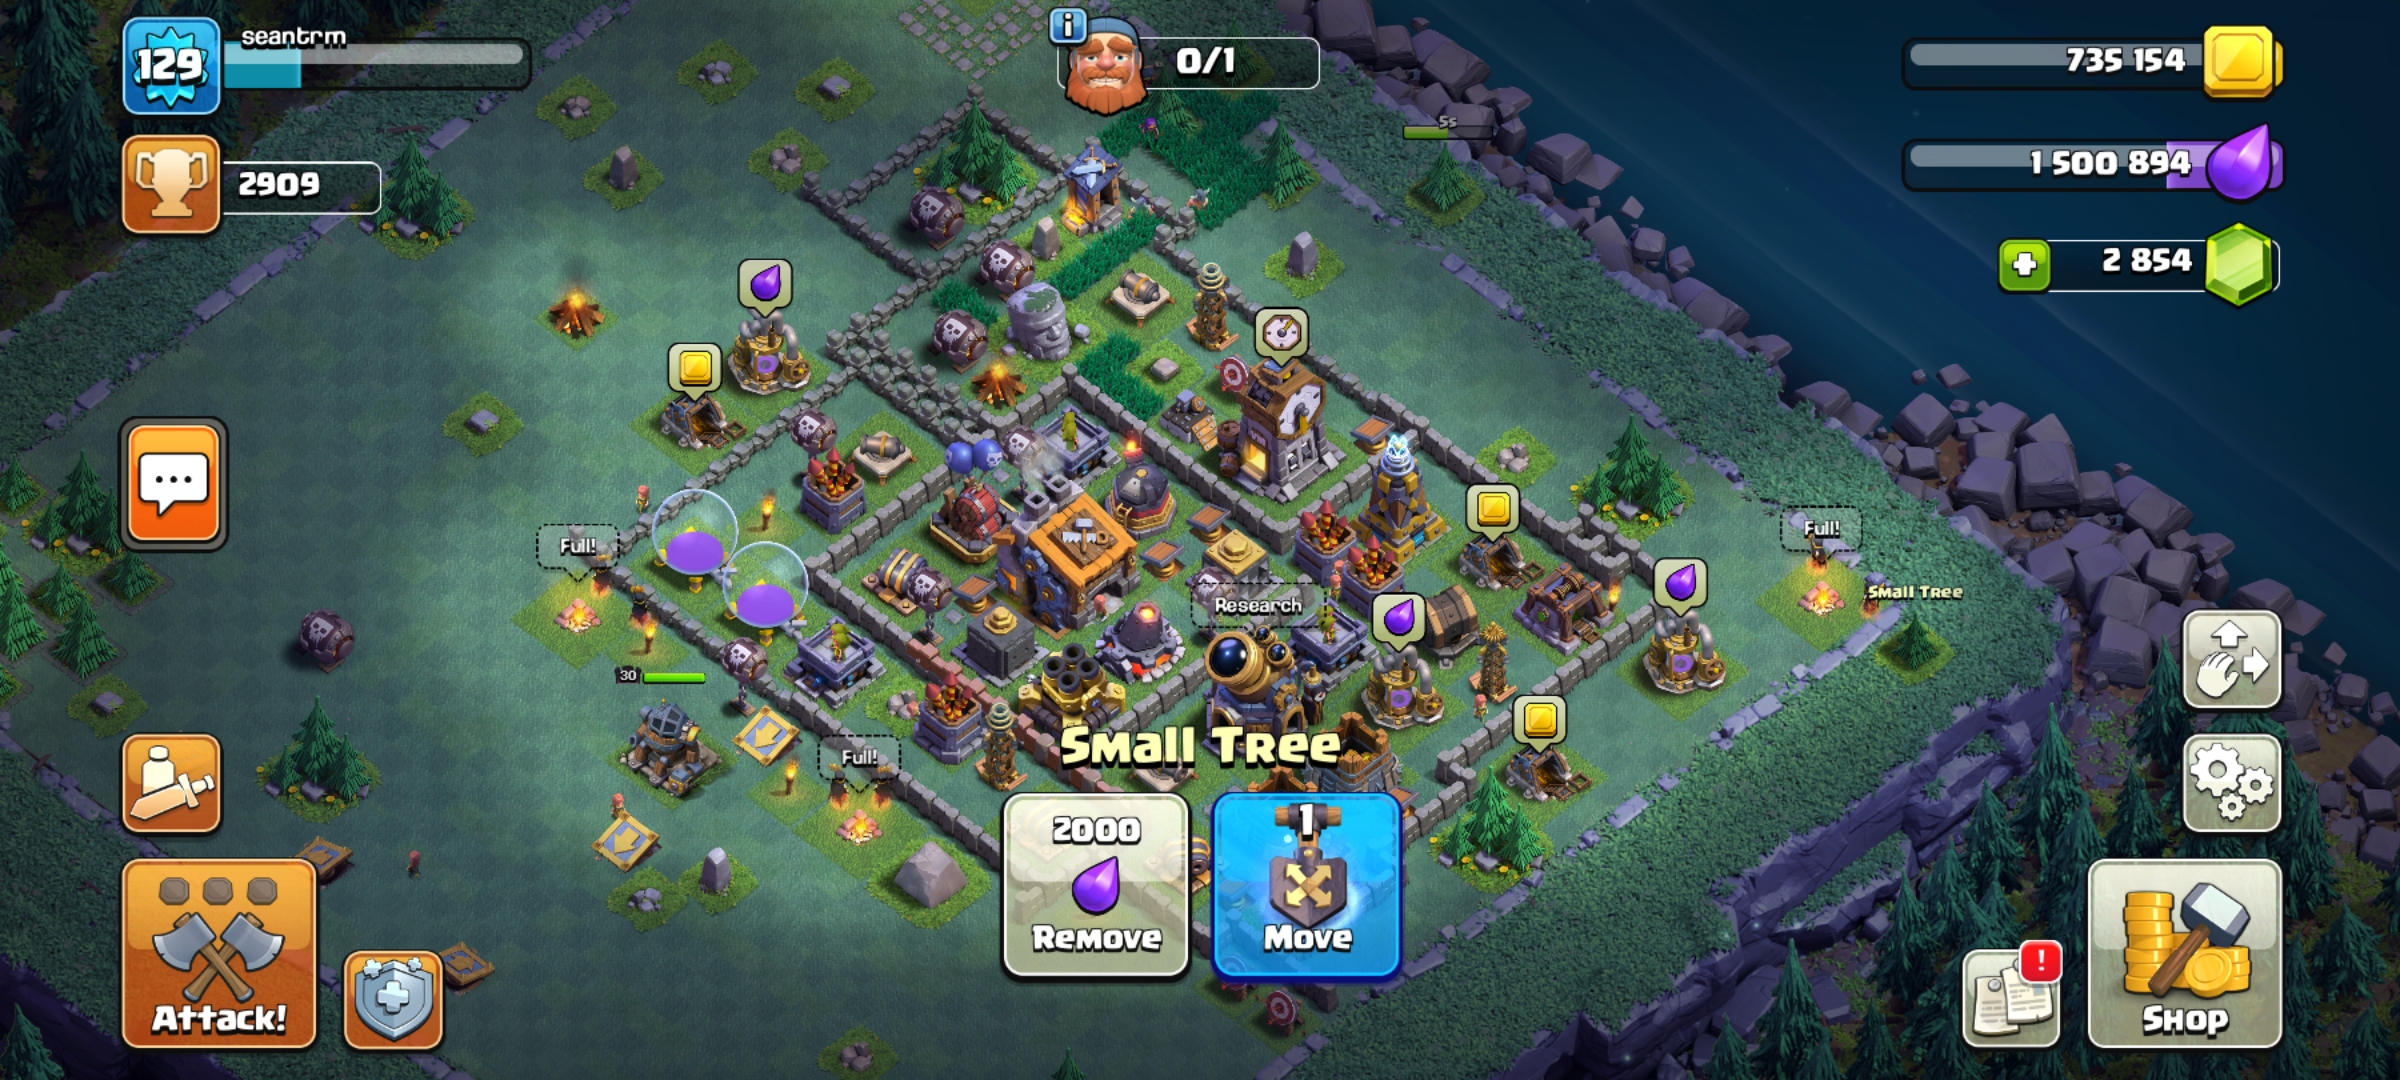 129
seantrm
0/1
735 154
5s
1 500 894
2909
2 854
Full!
Full!
Small Tree
Research
30
Full!
Small Tree
2000
Remove
1
Move
Attack!
!
Shop